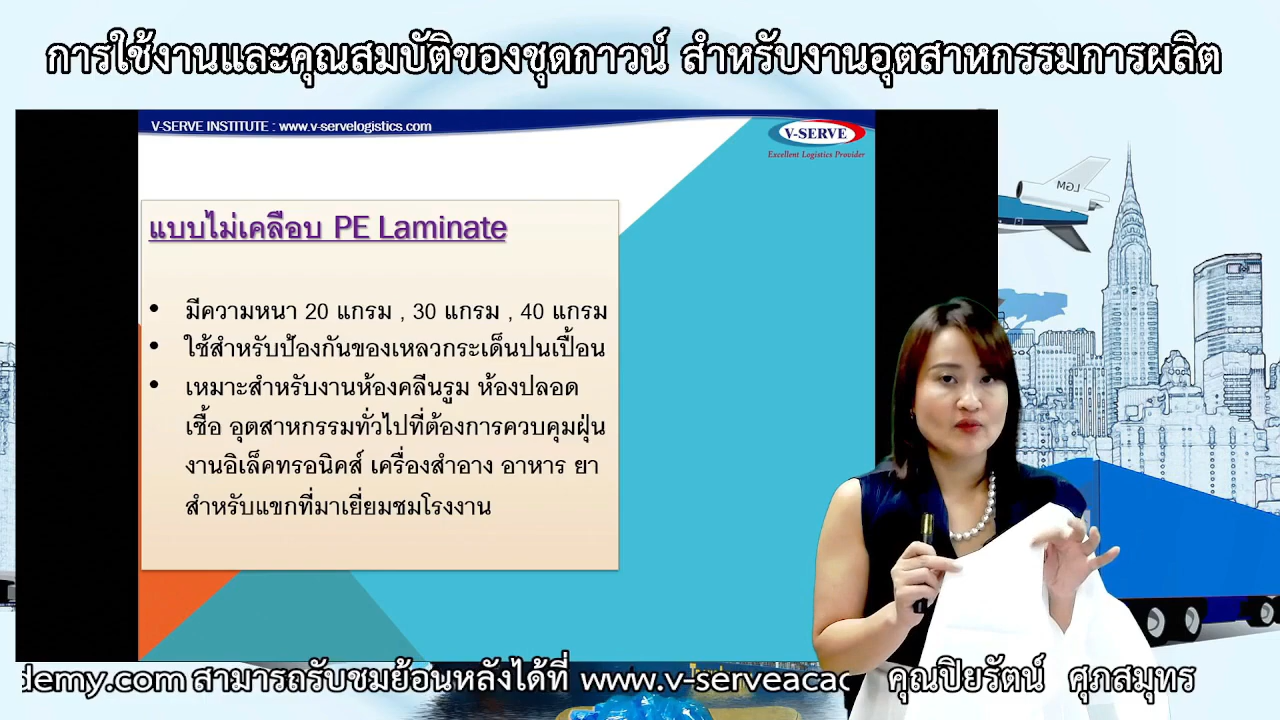 การใช้งานและคุณสมบัติของชุดกาวน์ สำหรับงานอุตสาหกรรมการผลิต
V-SERVE INSTITUTE : www.v-servelogistics.com
V-SERVE
Excellent Logistics Provider
แบบไม่เคลือบ PE Laminate
• มีความหนา 20 แกรม , 30 แกรม , 40 แกรม
• ใช้สำหรับป้องกันของเหลวกระเด็นปนเปื้อน
• เหมาะสำหรับงานห้องคลีนรูม ห้องปลอด
เชื้อ อุตสาหกรรมทั่วไปที่ต้องการควบคุมฝุ่น
งานอิเล็คทรอนิคส์ เครื่องสำอาง อาหาร ยา
สำหรับแขกที่มาเยี่ยมชมโรงงาน
LGM
demy.com สามารถรับชมย้อนหลังได้ที่ www.v-serveacac
คุณปิยรัตน์ ศุภสมุทร